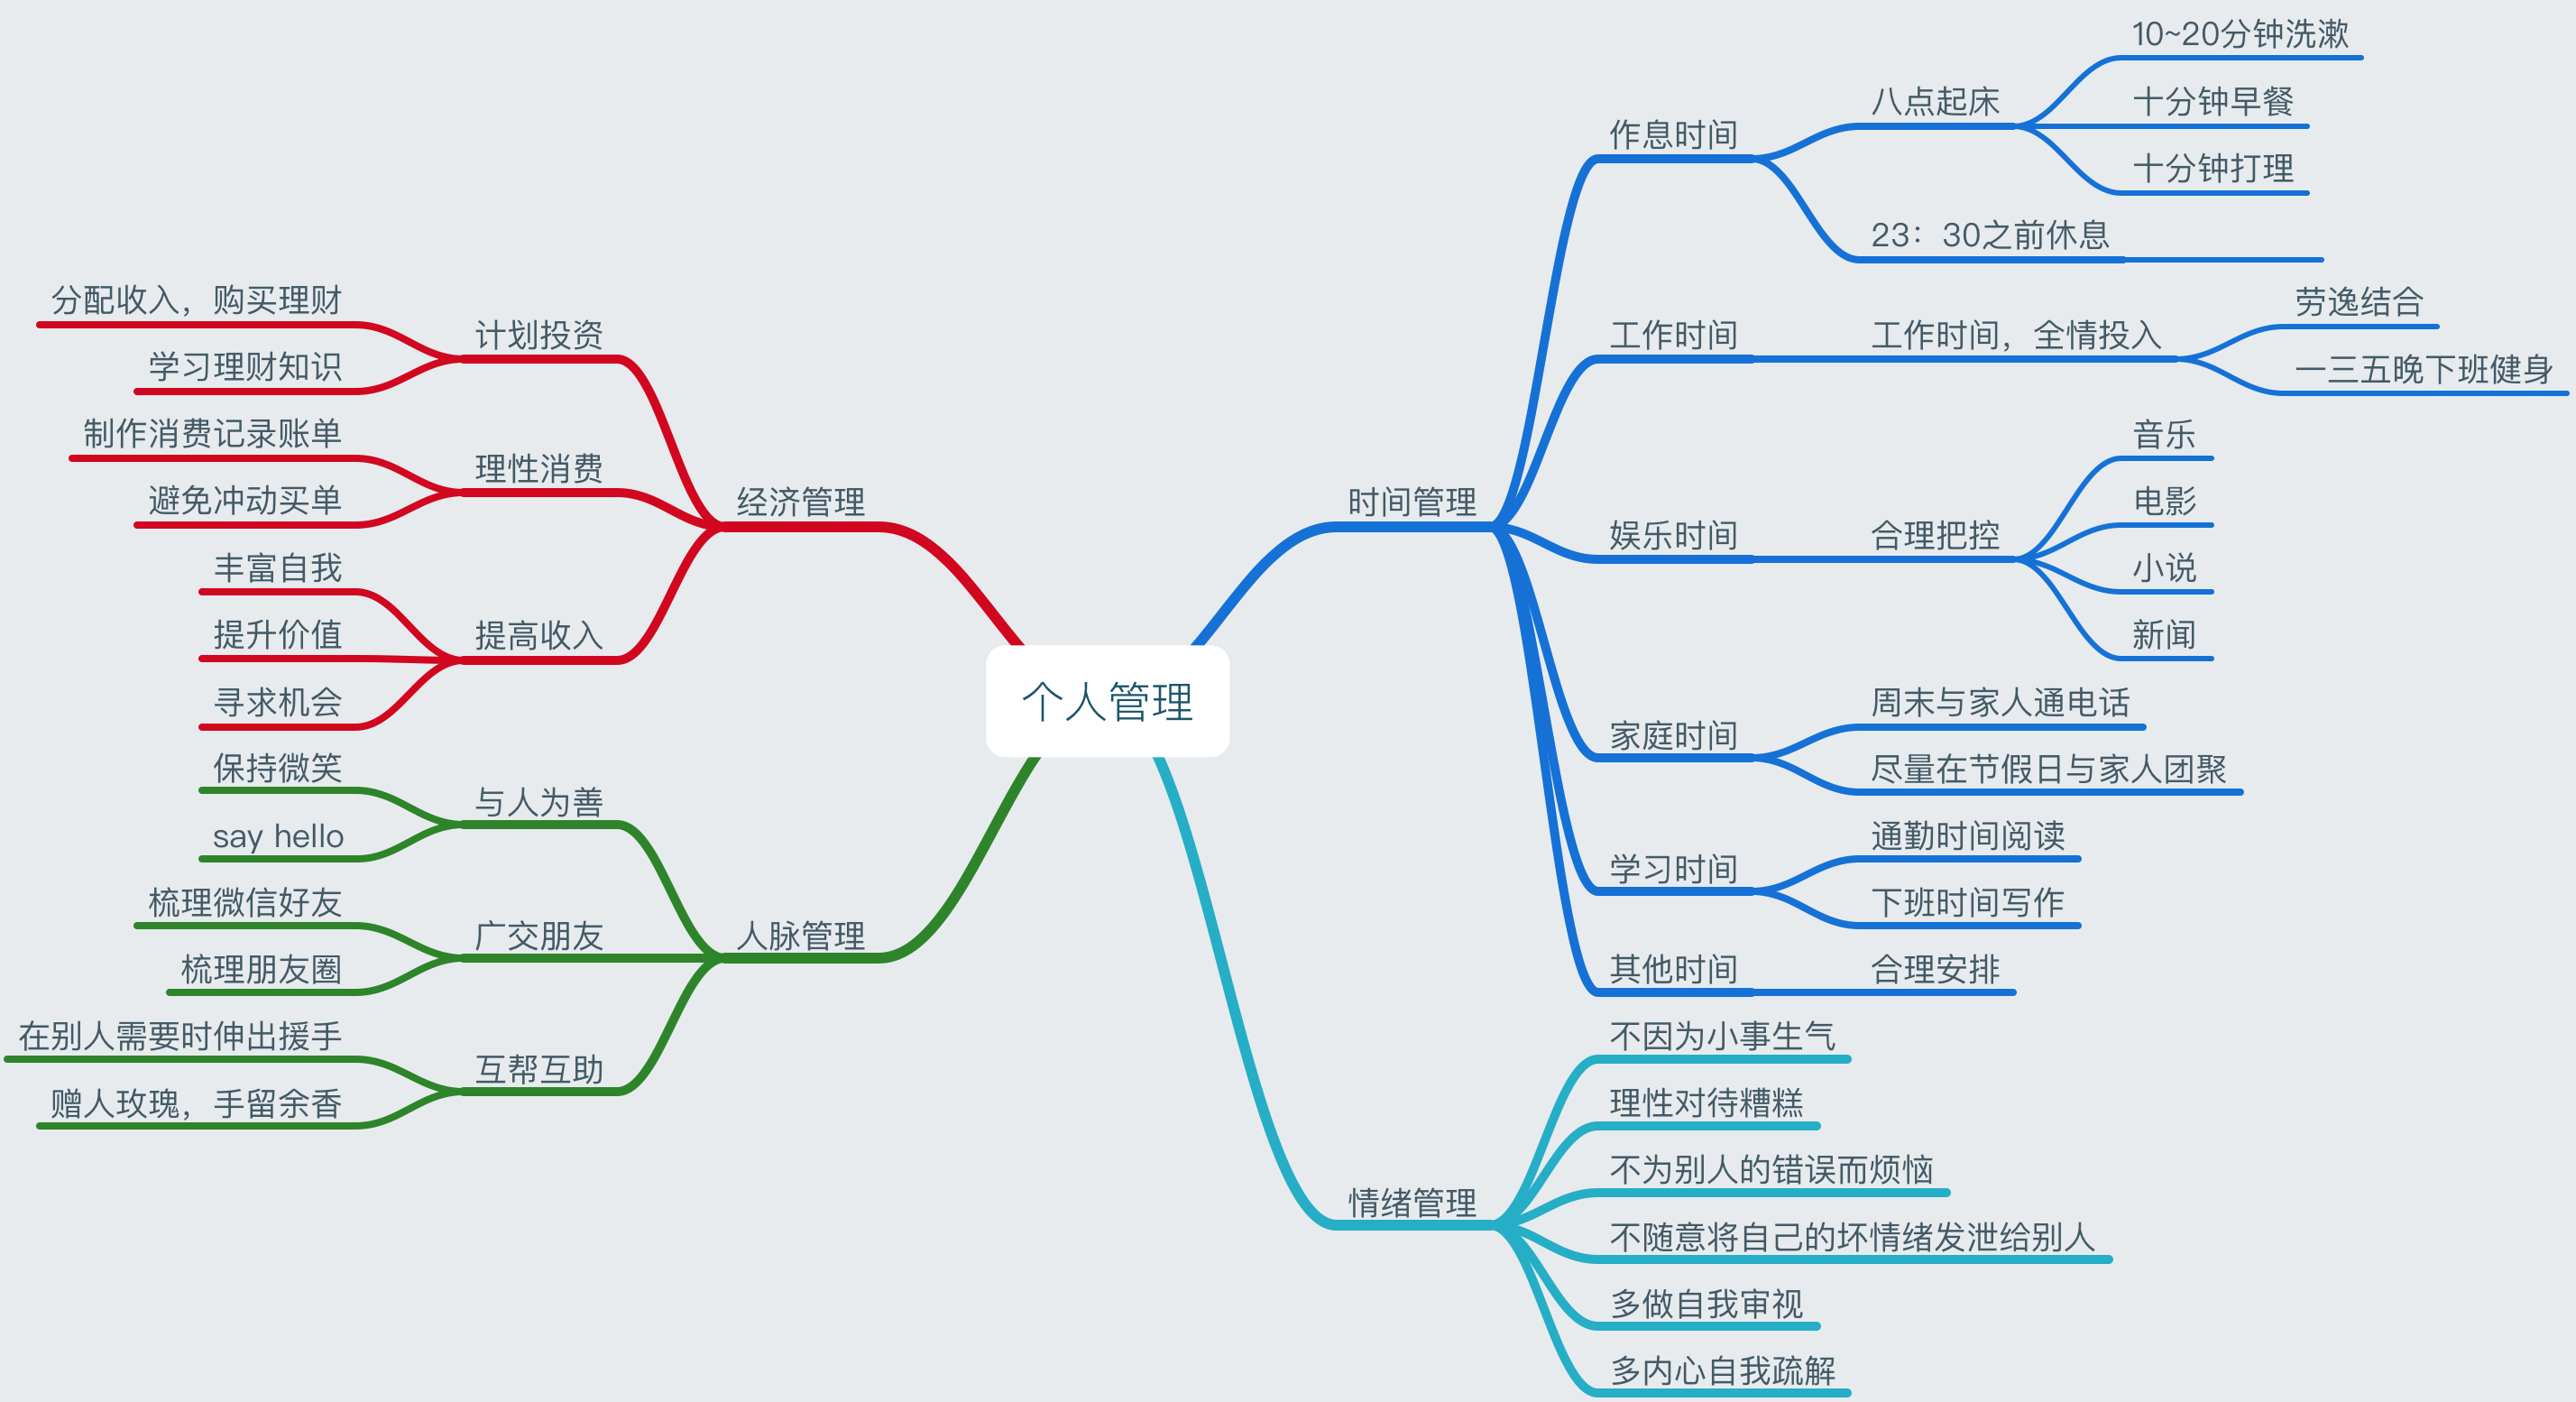 个人管理
时间管理
作息时间
八点起床
10~20分钟洗漱
十分钟早餐
十分钟打理
23：30之前休息
工作时间
工作时间，全情投入
劳逸结合
一三五晚下班健身
娱乐时间
合理把控
音乐
电影
小说
新闻
家庭时间
周末与家人通电话
尽量在节假日与家人团聚
学习时间
通勤时间阅读
下班时间写作
其他时间
合理安排
情绪管理
不因为小事生气
理性对待糟糕
不为别人的错误而烦恼
不随意将自己的坏情绪发泄给别人
多做自我审视
多内心自我疏解
经济管理
计划投资
分配收入，购买理财
学习理财知识
理性消费
制作消费记录账单
避免冲动买单
提高收入
丰富自我
提升价值
寻求机会
人脉管理
与人为善
保持微笑
say hello
广交朋友
梳理微信好友
梳理朋友圈
互帮互助
在别人需要时伸出援手
赠人玫瑰，手留余香